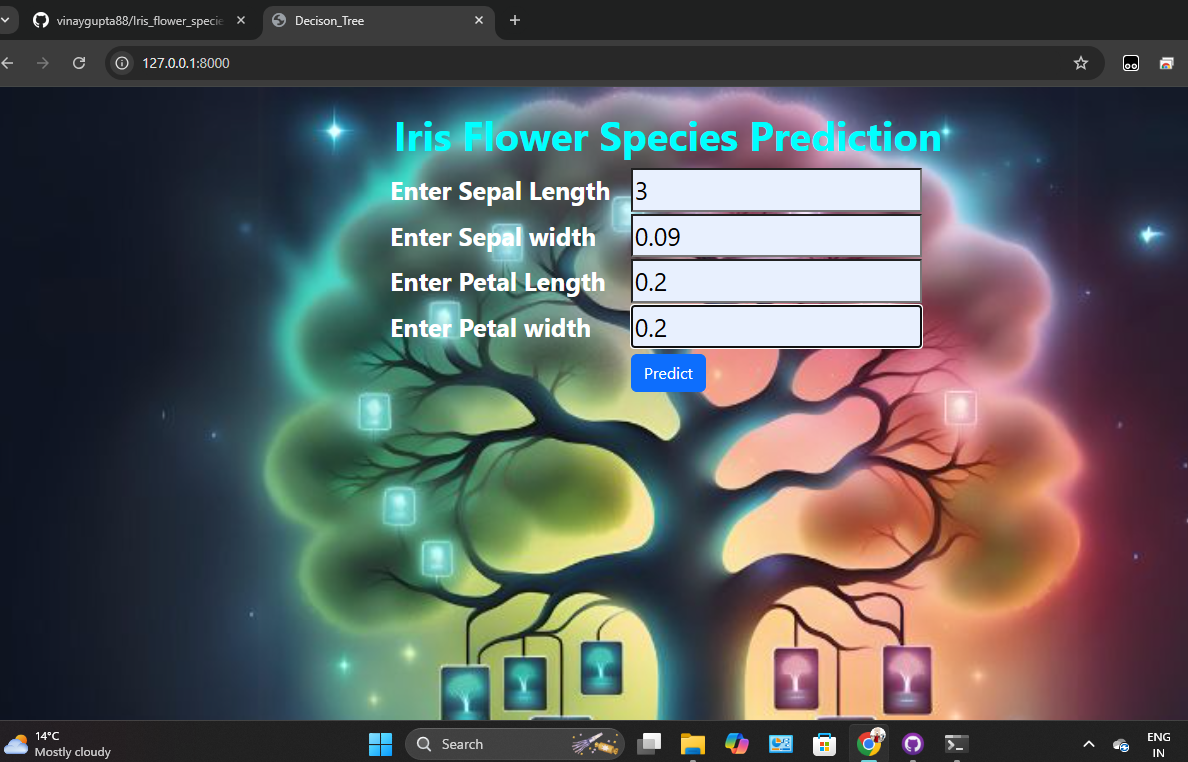 vinaygupta88/Iris_flower_specie
Decison_Tree
127.0.0.1:8000
Iris Flower Species Prediction
Enter Sepal Length 3
Enter Sepal width 0.09
Enter Petal Length 0.2
Enter Petal width 0.2
Predict
14°C
Mostly cloudy
Search
ENG
IN